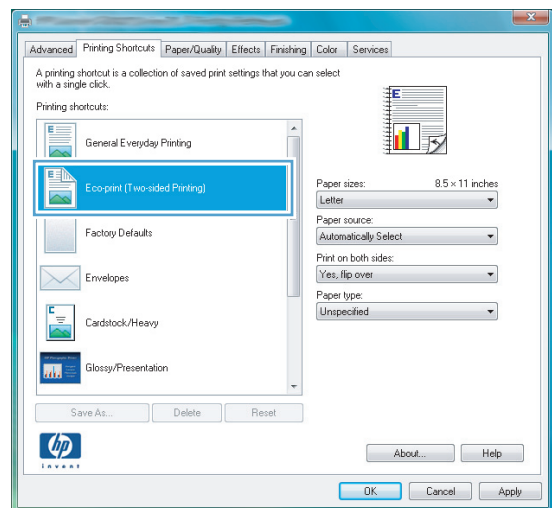 Advanced Printing Shortcuts Paper/Quality Effects Finishing Color Services
A printing shortcut is a collection of saved print settings that you can select
with a single click.
Printing shortcuts:
General Everyday Printing
Eco-print (Two-sided Printing)
Factory Defaults
Envelopes
Cardstock/Heavy
Glossy/Presentation
Save As... Delete Reset
E
Paper sizes: 8.5 × 11 inches
Letter
Paper source:
Automatically Select
Print on both sides:
Yes, flip over
Paper type:
Unspecified
hp
invent
About... Help
OK Cancel Apply